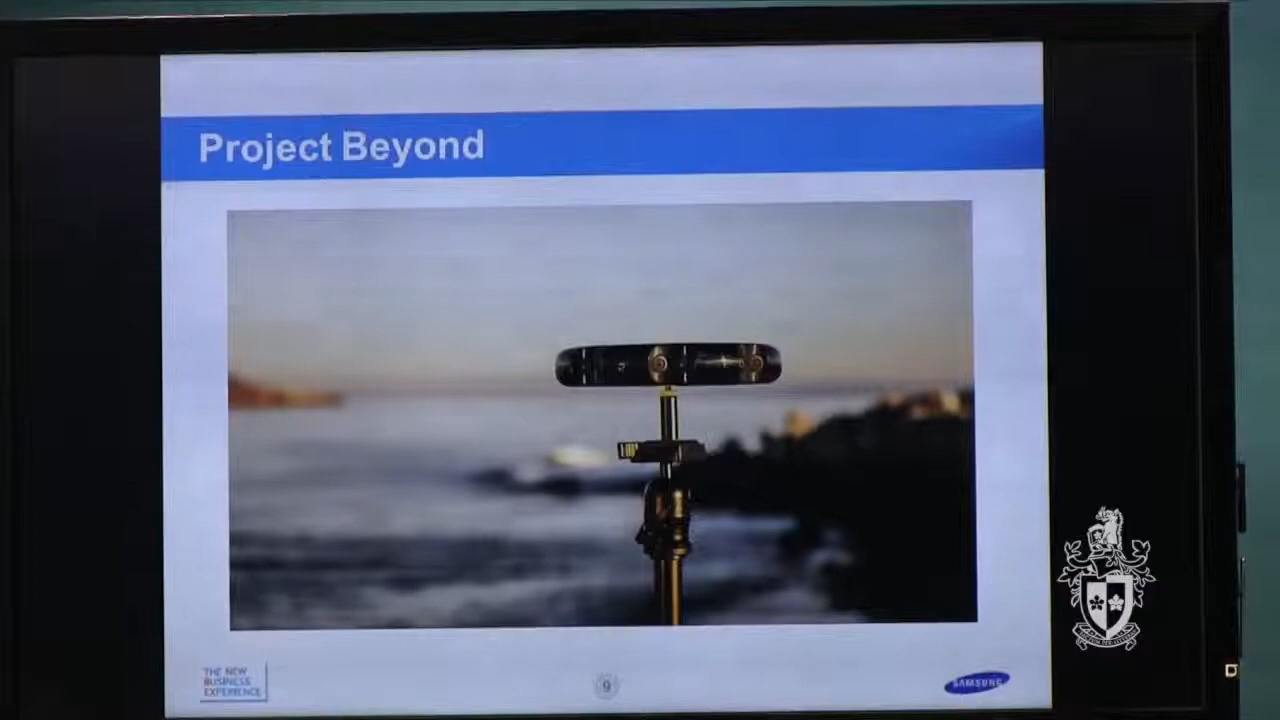 Project Beyond
THE NEW
BUSINESS
EXPERIENCE
9
SAMSUNG